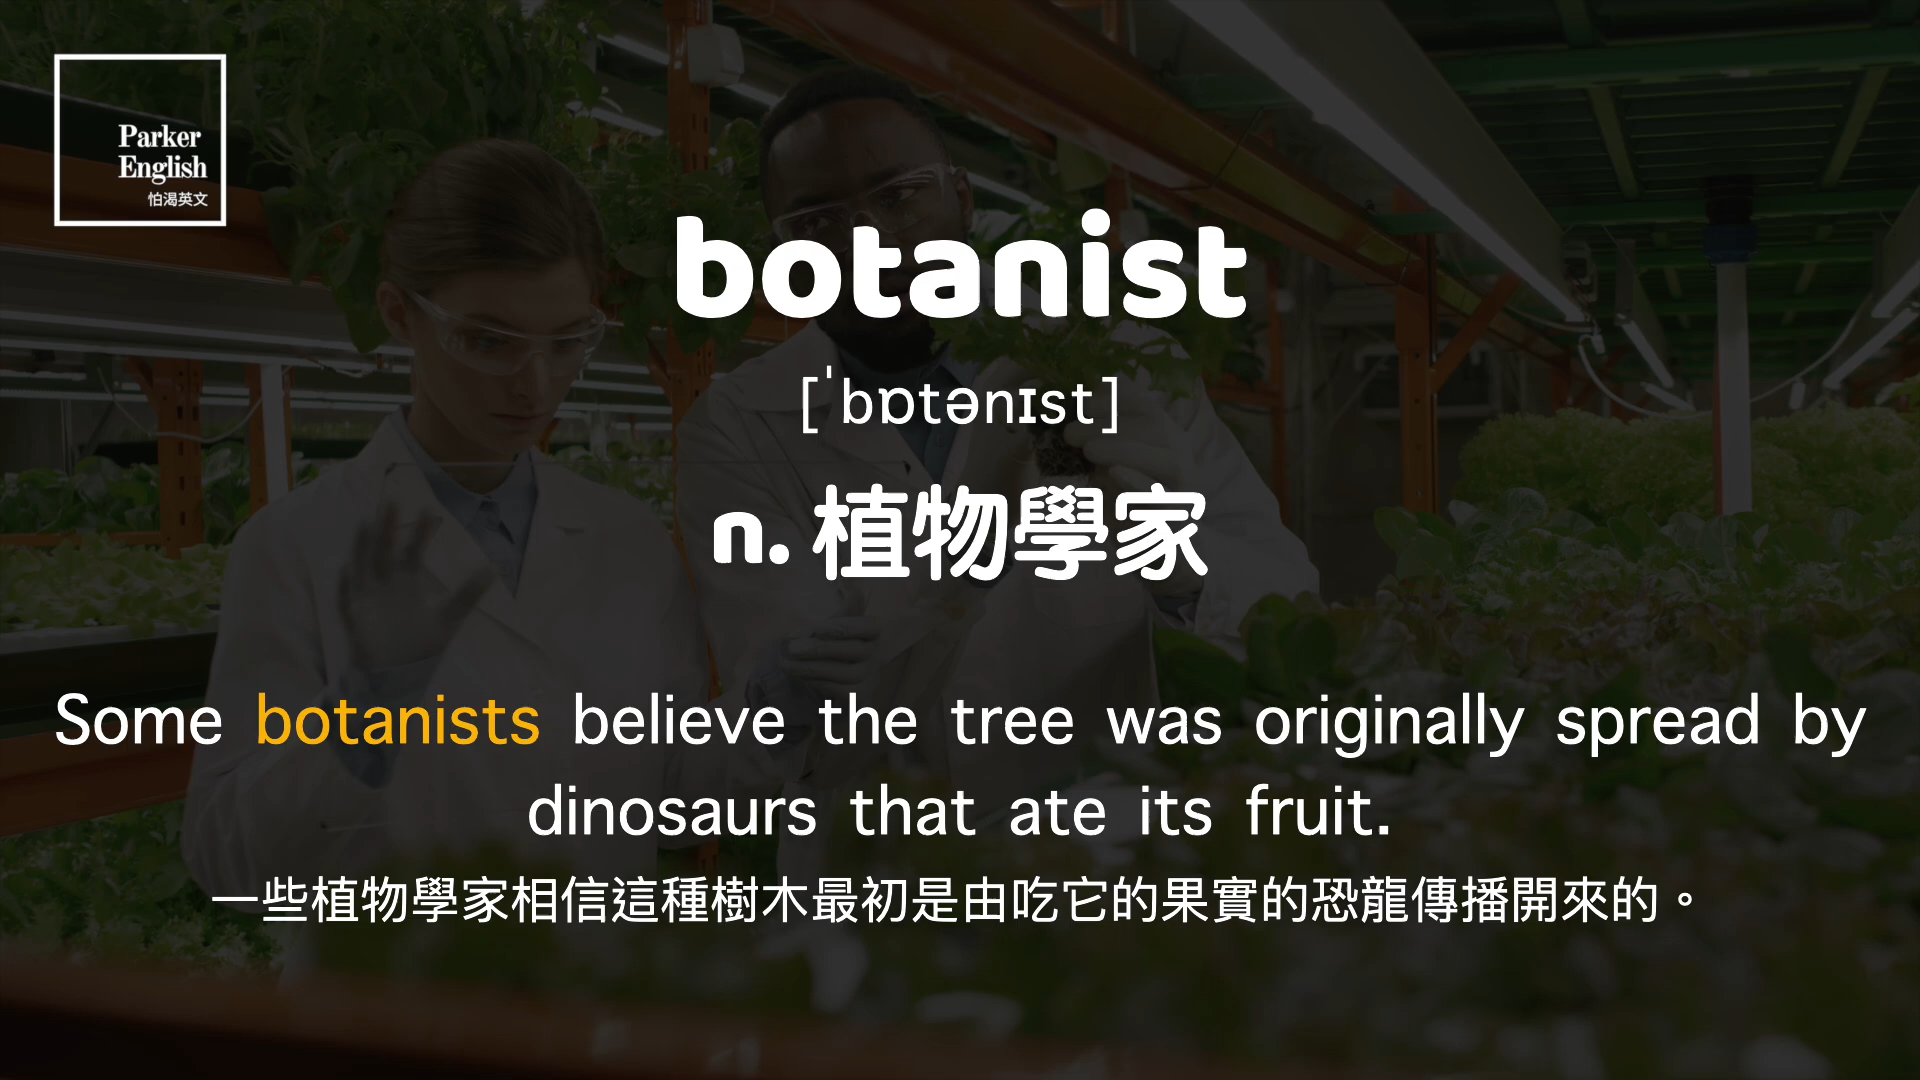 Parker
English
怕渴英文
botanist
[ˈbɒtənɪst]
n. 植物學家
Some botanists believe the tree was originally spread by
dinosaurs that ate its fruit.
一些植物學家相信這種樹木最初是由吃它的果實的恐龍傳播開來的。